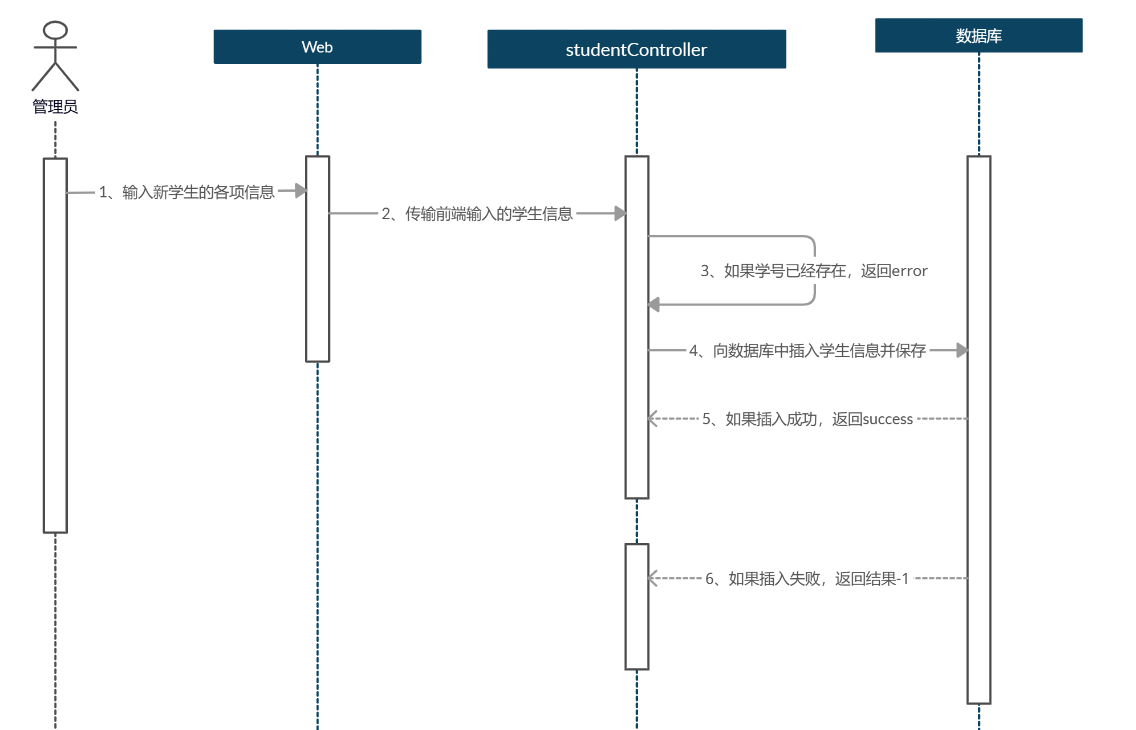 管理员
Web
studentController
数据库
1、输入新学生的各项信息
2、传输前端输入的学生信息
3、如果学号已经存在，返回error
4、向数据库中插入学生信息并保存
5、如果插入成功，返回success
6、如果插入失败，返回结果-1